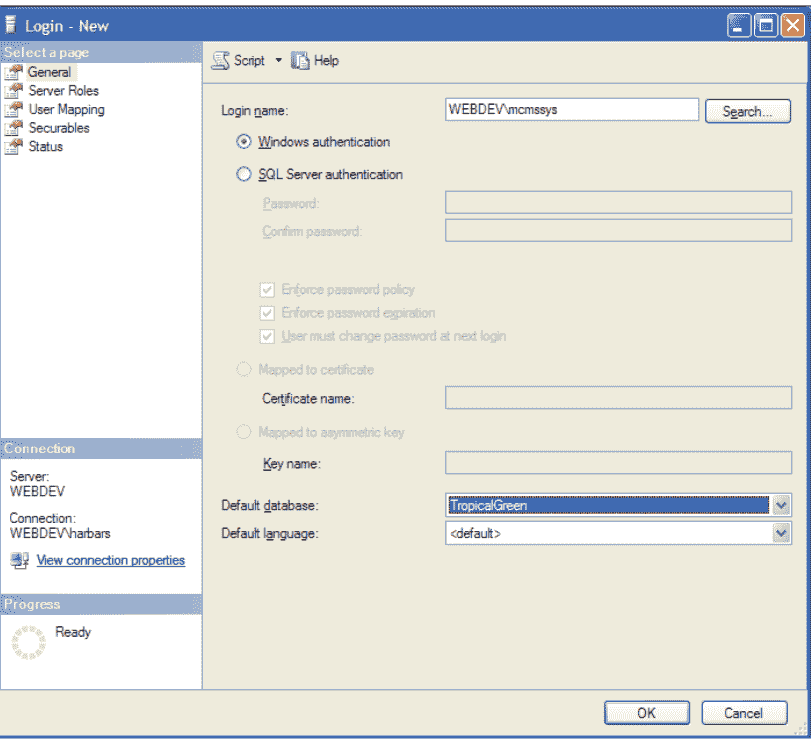 Login - New
Select a page
General
Server Roles
User Mapping
Securables
Status
Script
Help
Login name:
WEBDEV\mcmssys
Search...
Windows authentication
SQL Server authentication
Password:
Confirm password:
Enforce password policy
Enforce password expiration
User must change password at next login
Mapped to certificate
Certificate name:
Mapped to asymmetric key
Key name:
Default database:
TropicalGreen
Default language:
<default>
Connection
Server:
WEBDEV
Connection:
WEBDEV\harbars
View connection properties
Progress
Ready
OK
Cancel